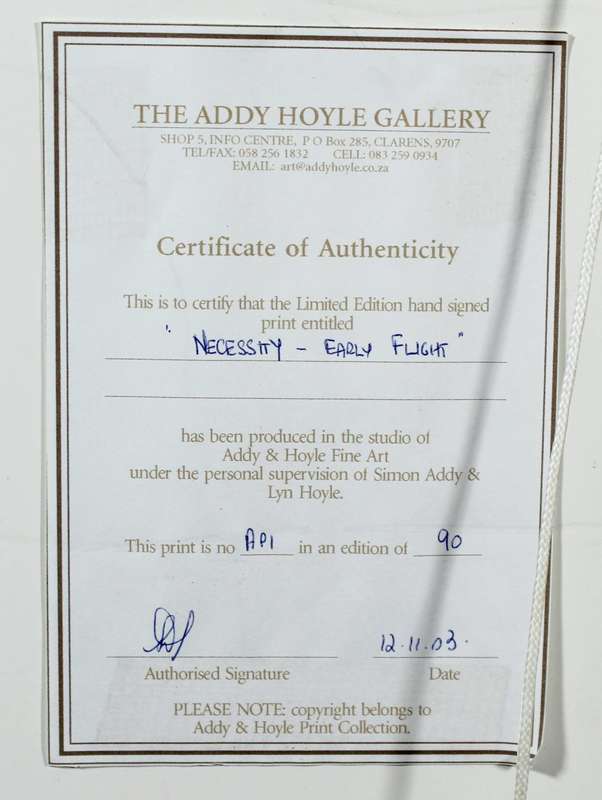 THE ADDY HOYLE GALLERY
SHOP 5, INFO CENTRE, P O Box 285, CLARENS, 9707
TEL/FAX: 058 256 1832 CELL: 083 259 0934
EMAIL: art@addyhoyle.co.za
Certificate of Authenticity
This is to certify that the Limited Edition hand signed
print entitled
"NECESSITY - EARLY FLIGHT"
has been produced in the studio of
Addy & Hoyle Fine Art
under the personal supervision of Simon Addy &
Lyn Hoyle.
This print is no AP1 in an edition of 90
12.11.03.
Authorised Signature Date
PLEASE NOTE: copyright belongs to
Addy & Hoyle Print Collection.